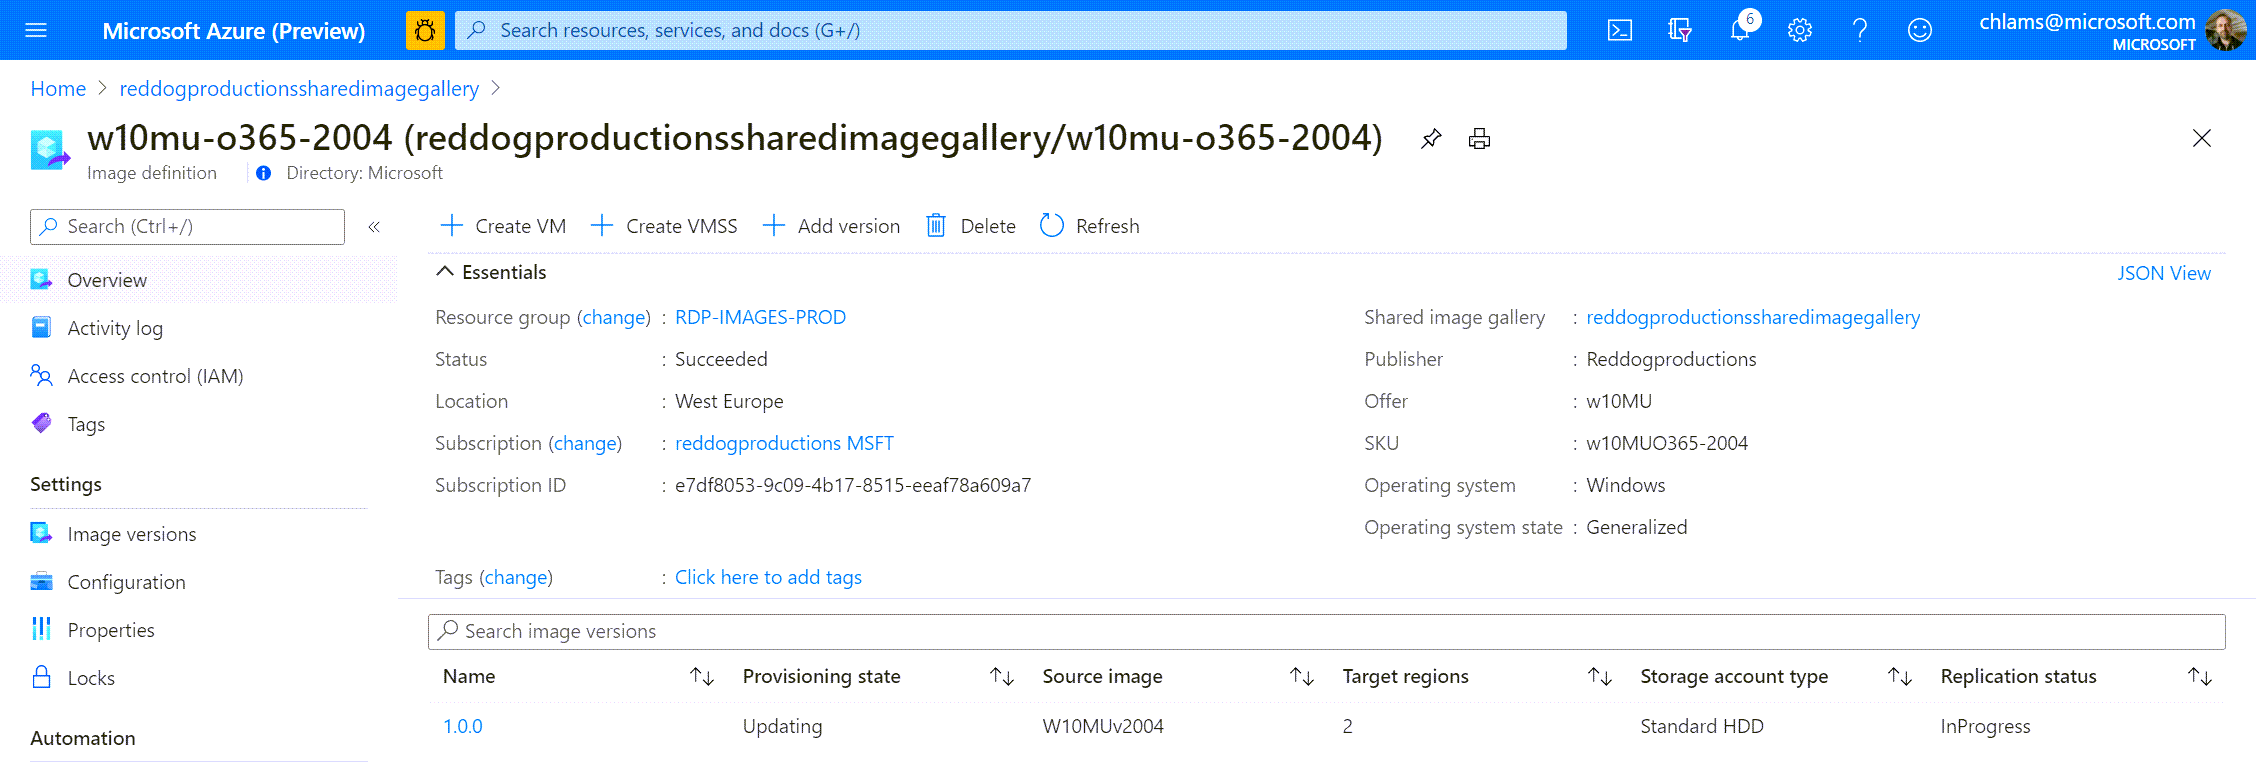 Microsoft Azure (Preview)
Search resources, services, and docs (G+/)
6
chlams@microsoft.com
MICROSOFT
Home > reddogproductionssharedimagegallery >
w10mu-o365-2004 (reddogproductionssharedimagegallery/w10mu-o365-2004)
Image definition
Directory: Microsoft
Search (Ctrl+/)
«
Overview
Activity log
Access control (IAM)
Tags
Settings
Image versions
Configuration
Properties
Locks
Automation
Create VM
Create VMSS
Add version
Delete
Refresh
Essentials
JSON View
Resource group (change) : RDP-IMAGES-PROD
Status : Succeeded
Location : West Europe
Subscription (change) : reddogproductions MSFT
Subscription ID : e7df8053-9c09-4b17-8515-eeaf78a609a7
Shared image gallery : reddogproductionssharedimagegallery
Publisher : Reddogproductions
Offer : w10MU
SKU : w10MUO365-2004
Operating system : Windows
Operating system state : Generalized
Tags (change) : Click here to add tags
Search image versions
Name Provisioning state Source image Target regions Storage account type Replication status
1.0.0 Updating W10MUv2004 2 Standard HDD InProgress